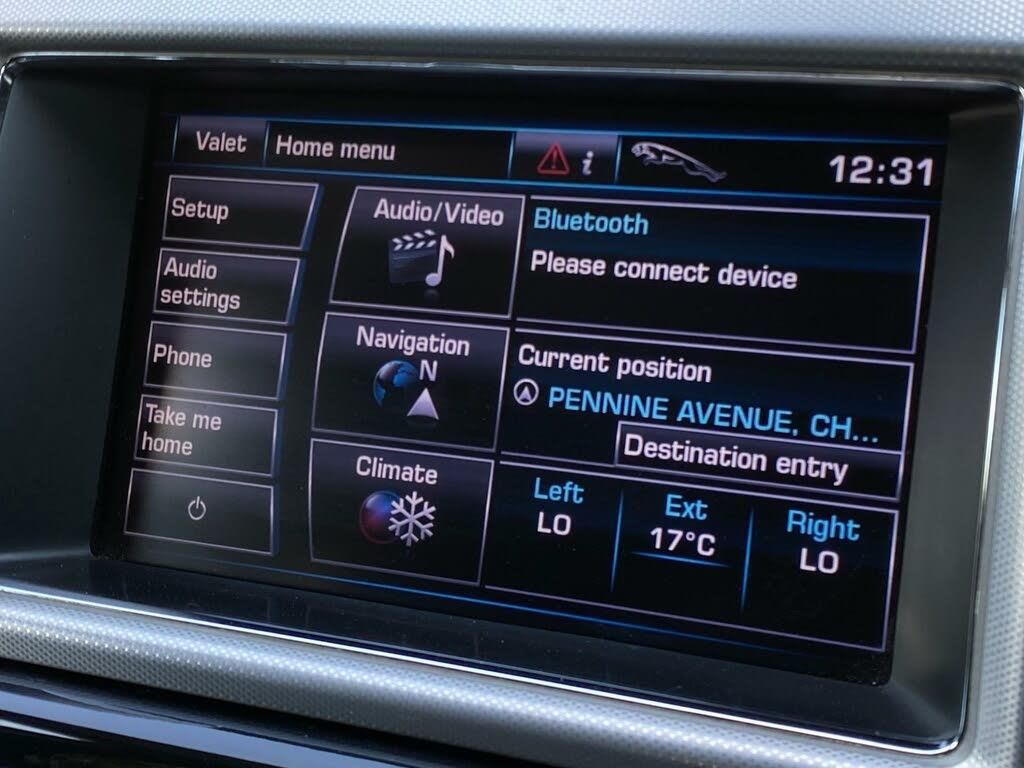 Valet
Home menu
i
12:31
Setup
Audio
settings
Phone
Take me
home
Audio/Video
Bluetooth
Please connect device
Navigation
N
Current position
PENNINE AVENUE, CH...
Destination entry
Climate
Left
LO
Ext
17°C
Right
LO